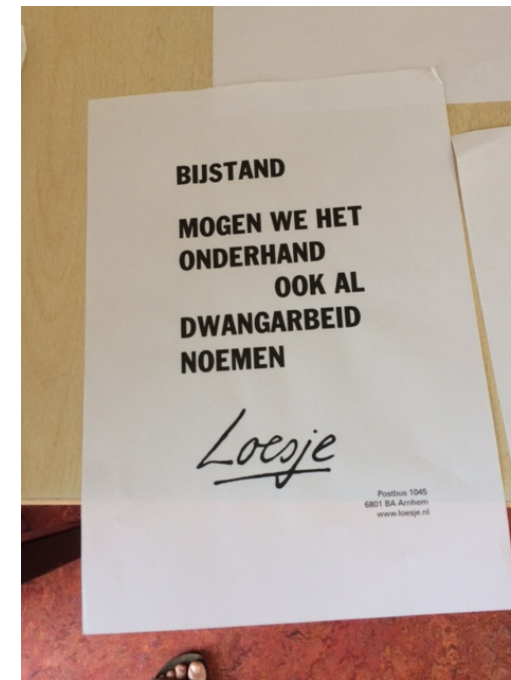 BIJSTAND
MOGEN WE HET
ONDERHAND
OOK AL
DWANGARBEID
NOEMEN
Loesje
Postbus 1045
6801 BA Arnhem
www.loesje.nl